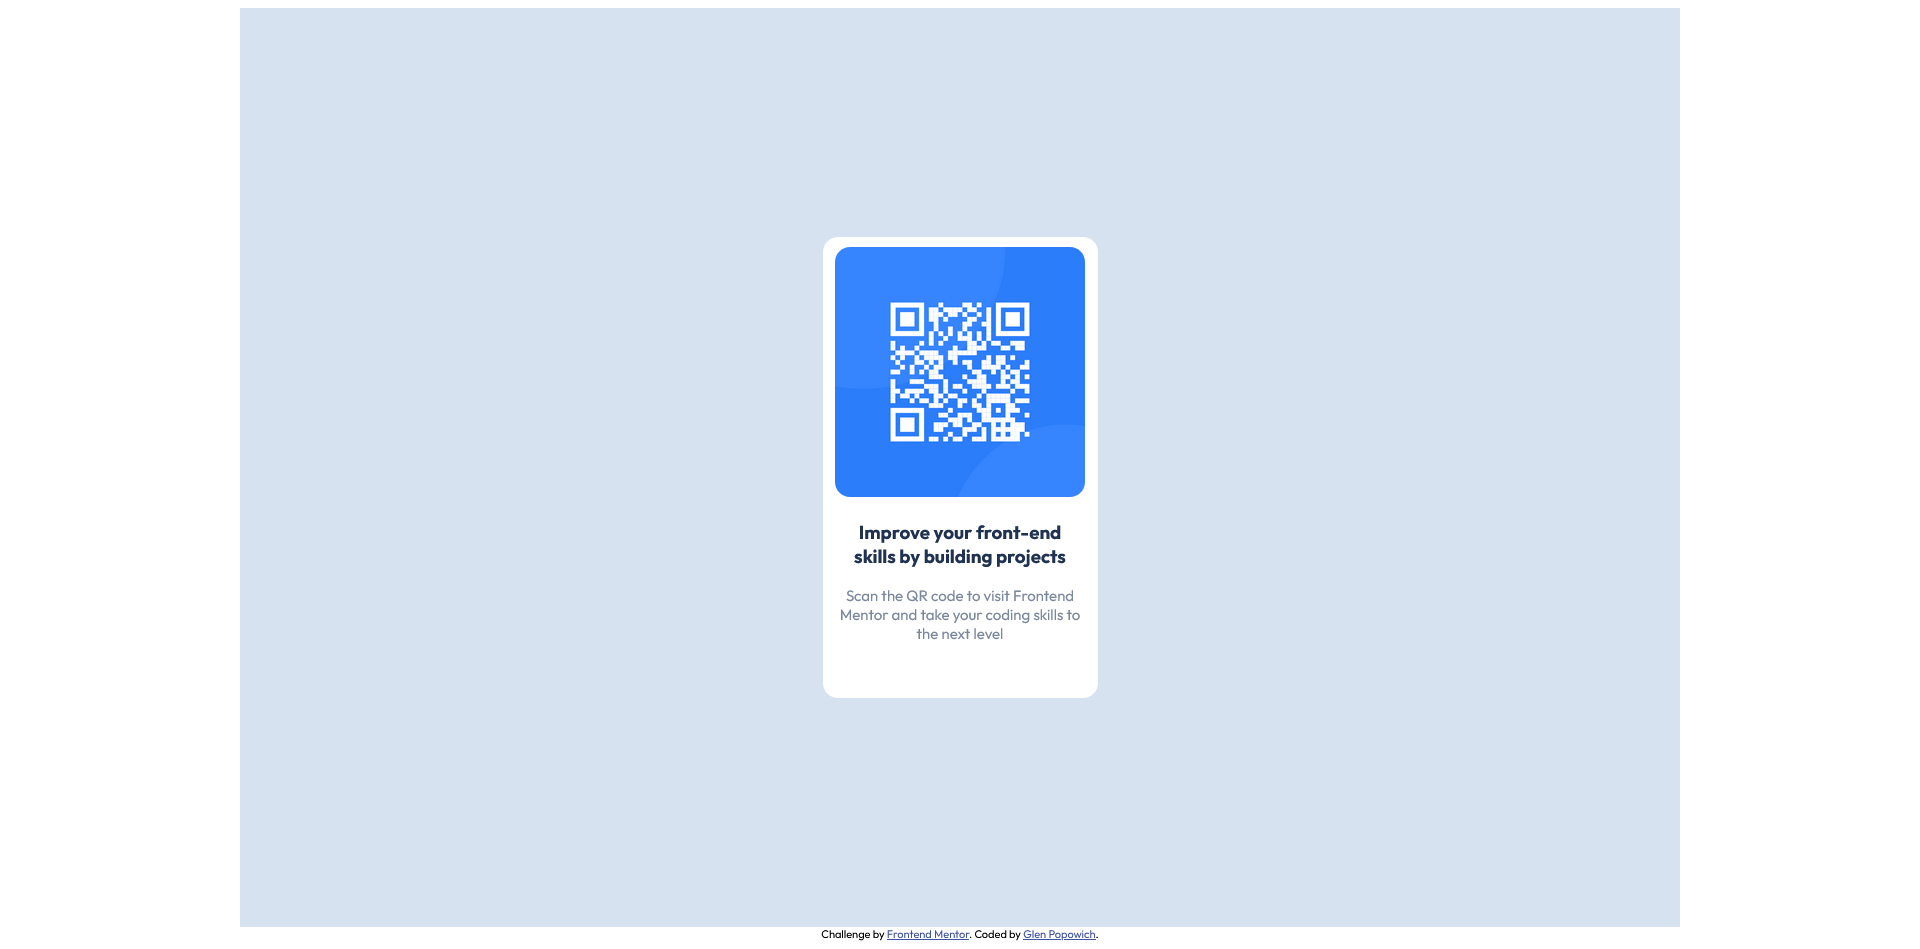 Improve your front-end
skills by building projects
Scan the QR code to visit Frontend
Mentor and take your coding skills to
the next level
Challenge by Frontend Mentor. Coded by Glen Popowich.